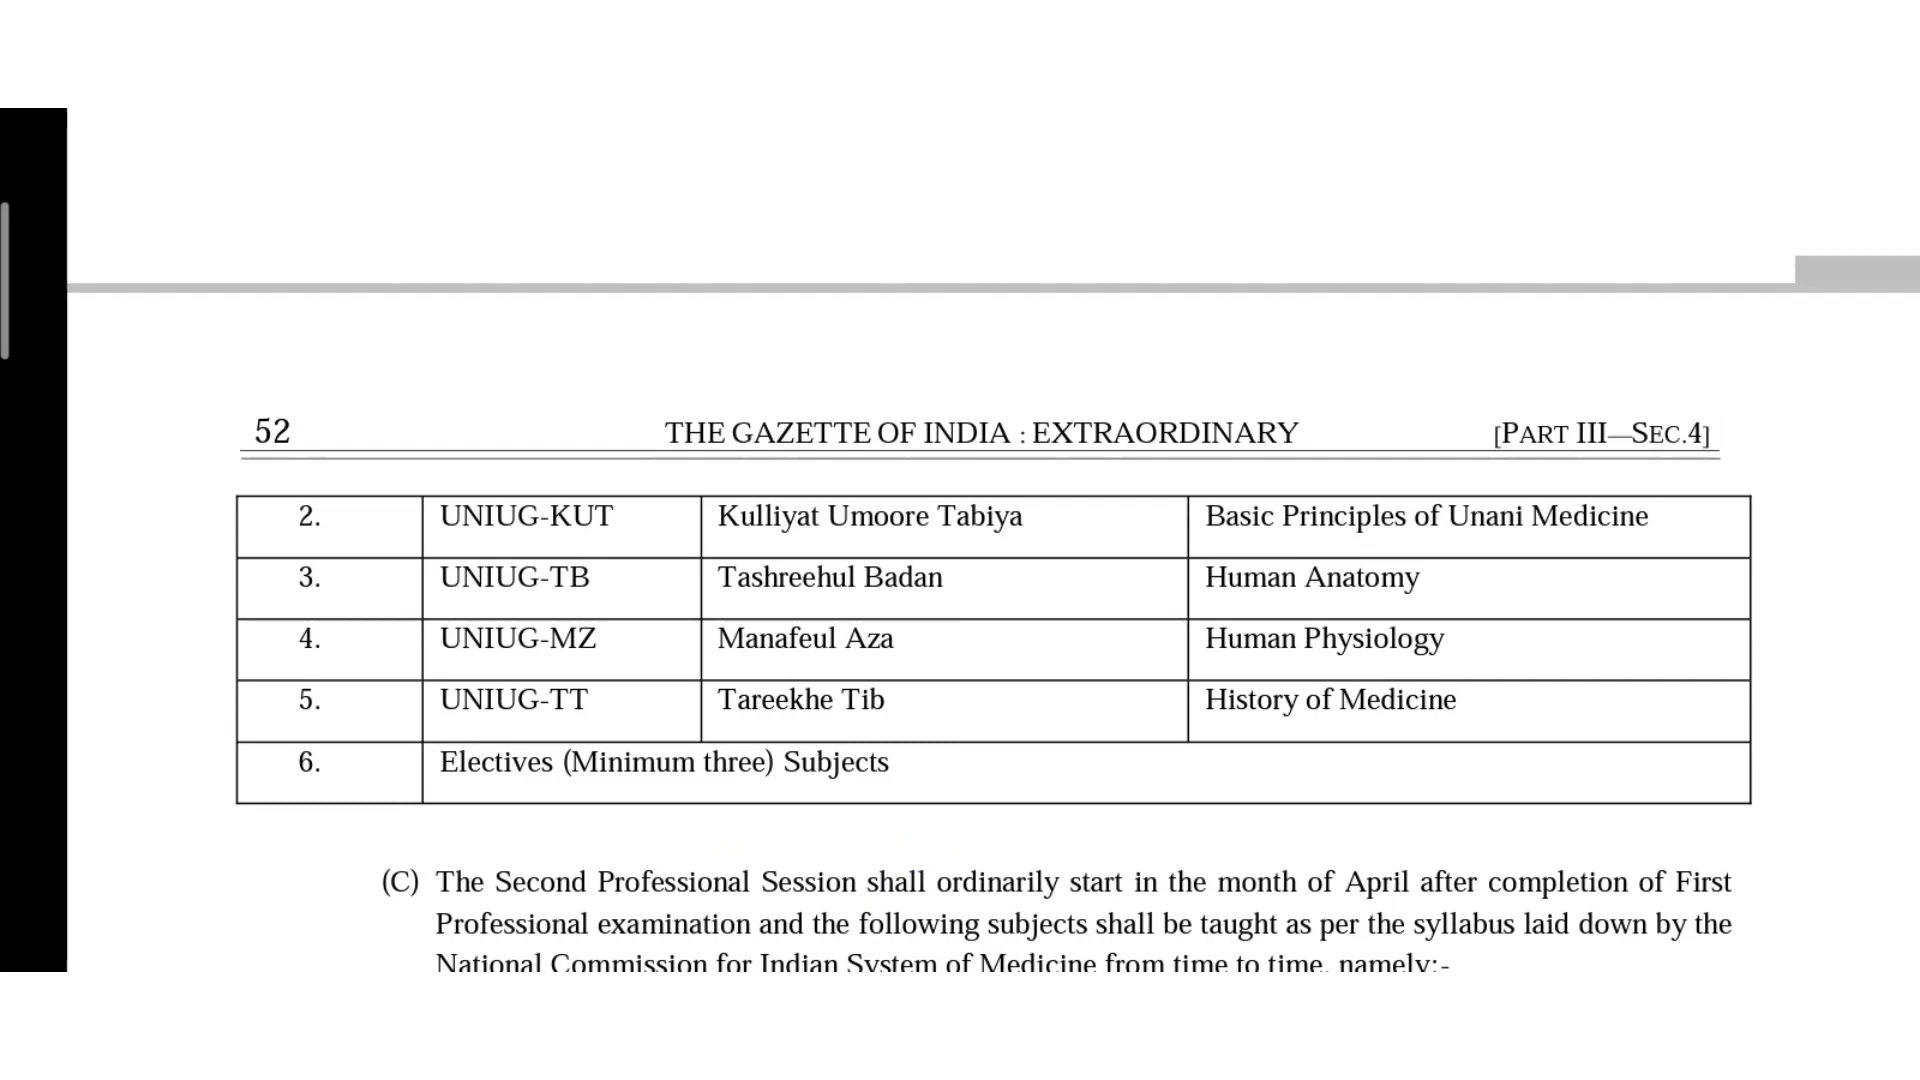 52 THE GAZETTE OF INDIA : EXTRAORDINARY [PART III—SEC.4]
2. UNIUG-KUT Kulliyat Umoore Tabiya Basic Principles of Unani Medicine
3. UNIUG-TB Tashreehul Badan Human Anatomy
4. UNIUG-MZ Manafeul Aza Human Physiology
5. UNIUG-TT Tareekhe Tib History of Medicine
6. Electives (Minimum three) Subjects
(C) The Second Professional Session shall ordinarily start in the month of April after completion of First
Professional examination and the following subjects shall be taught as per the syllabus laid down by the
National Commission for Indian System of Medicine from time to time, namely:-